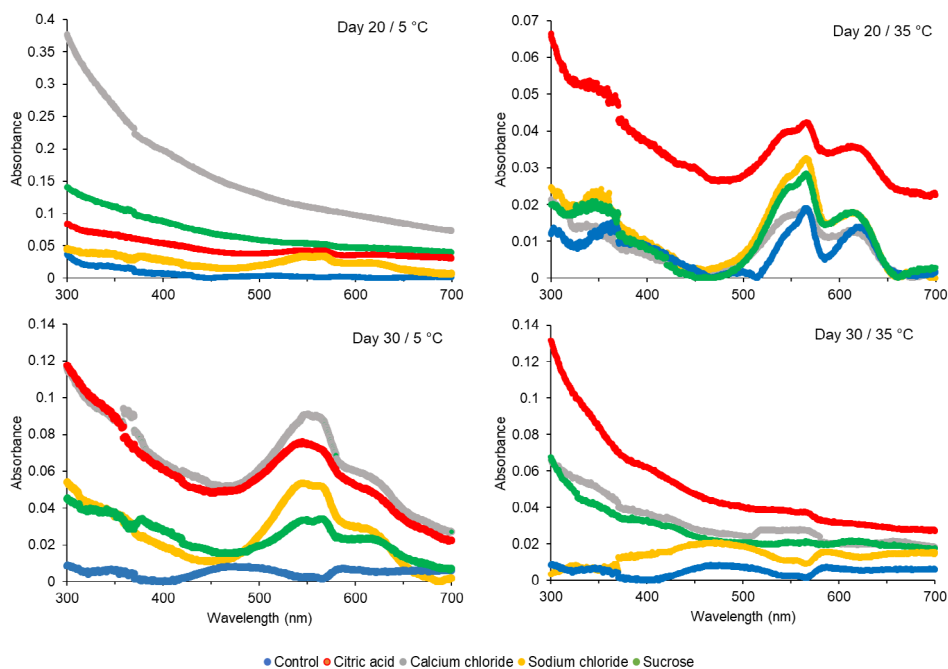 Day 20 / 5 °C
0.4
0.35
0.3
0.25
0.2
0.15
0.1
0.05
0
Absorbance
300 400 500 600 700
Day 20 / 35 °C
0.07
0.06
0.05
0.04
0.03
0.02
0.01
0
Absorbance
300 400 500 600 700
Day 30 / 5 °C
0.14
0.12
0.1
0.08
0.06
0.04
0.02
0
Absorbance
300 400 500 600 700
Wavelength (nm)
Day 30 / 35 °C
0.14
0.12
0.1
0.08
0.06
0.04
0.02
0
Absorbance
300 400 500 600 700
Wavelength (nm)
Control Citric acid Calcium chloride Sodium chloride Sucrose